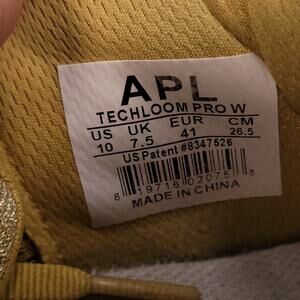 APL
TECHLOOM PRO W
US UK EUR CM
10 7.5 41 26.5
US Patent #8347526
8 19716 02075 8
MADE IN CHINA